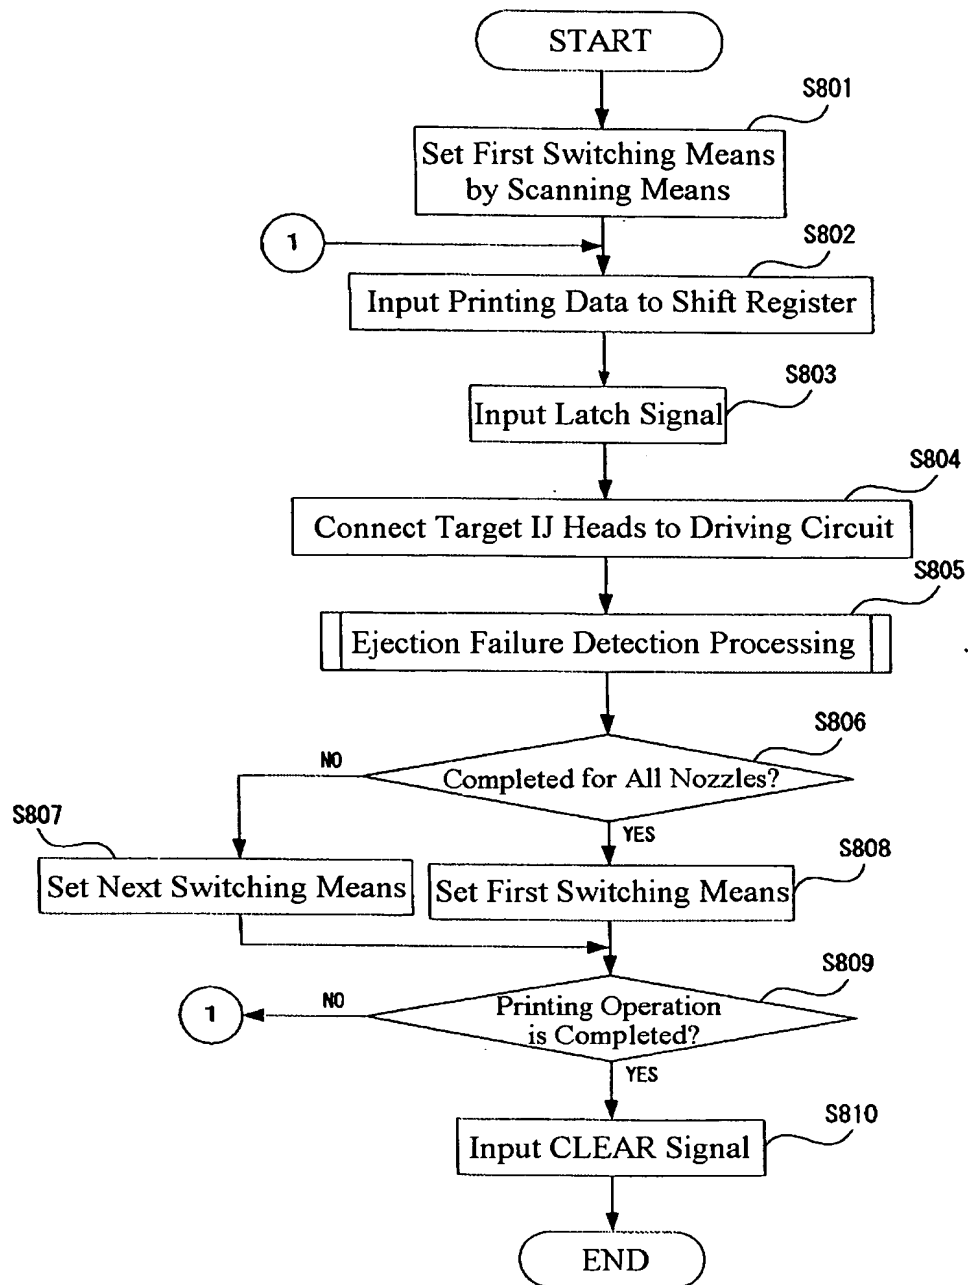 START
S801
Set First Switching Means
by Scanning Means
1
S802
Input Printing Data to Shift Register
S803
Input Latch Signal
S804
Connect Target IJ Heads to Driving Circuit
S805
Ejection Failure Detection Processing
S806
NO
Completed for All Nozzles?
S807
YES
S808
Set Next Switching Means
Set First Switching Means
S809
1
NO
Printing Operation
is Completed?
YES
S810
Input CLEAR Signal
END